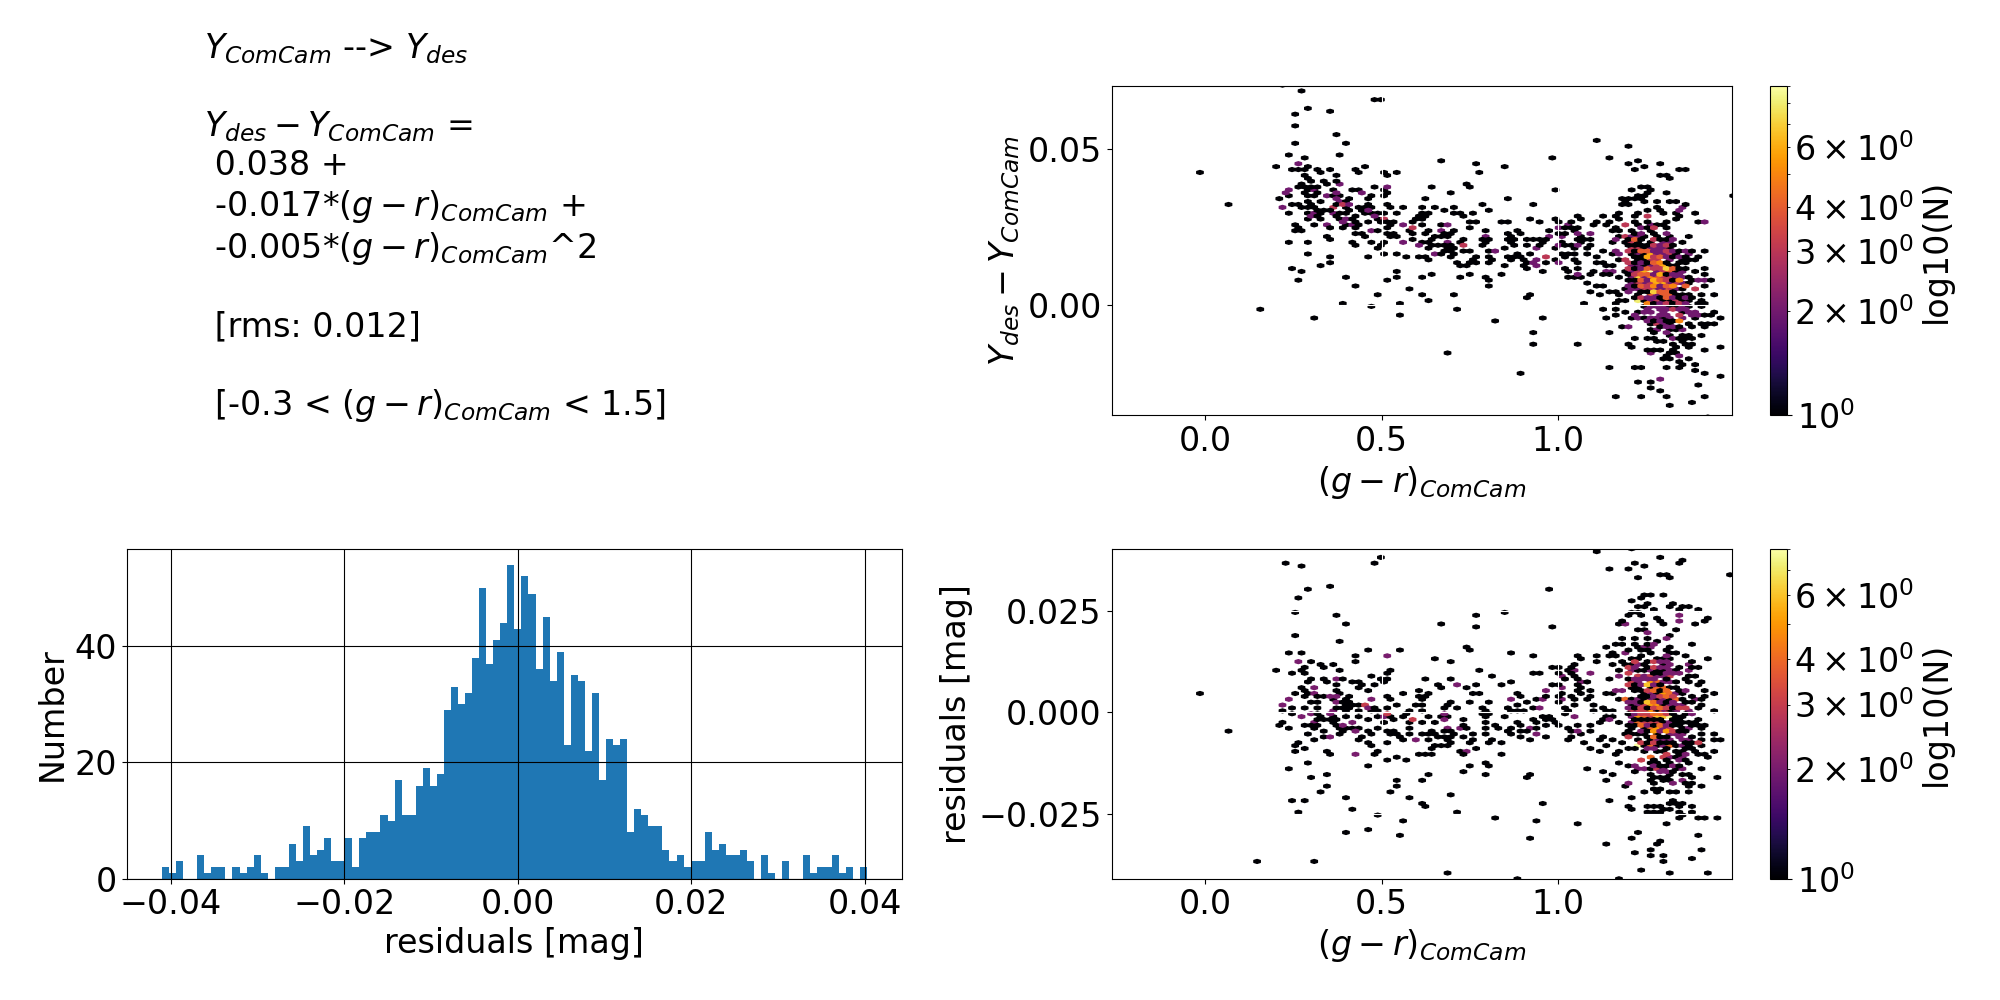 Y_ComCam --> Y_des
Y_des − Y_ComCam =
0.038 +
-0.017*(g − r)_ComCam +
-0.005*(g − r)_ComCam^2
[rms: 0.012]
[-0.3 < (g − r)_ComCam < 1.5]
Y_des − Y_ComCam
0.05
0.00
0.0 0.5 1.0
(g − r)_ComCam
6 × 10^0
4 × 10^0
3 × 10^0
2 × 10^0
10^0
log10(N)
Number
40
20
0
−0.04 −0.02 0.00 0.02 0.04
residuals [mag]
residuals [mag]
0.025
0.000
−0.025
0.0 0.5 1.0
(g − r)_ComCam
6 × 10^0
4 × 10^0
3 × 10^0
2 × 10^0
10^0
log10(N)